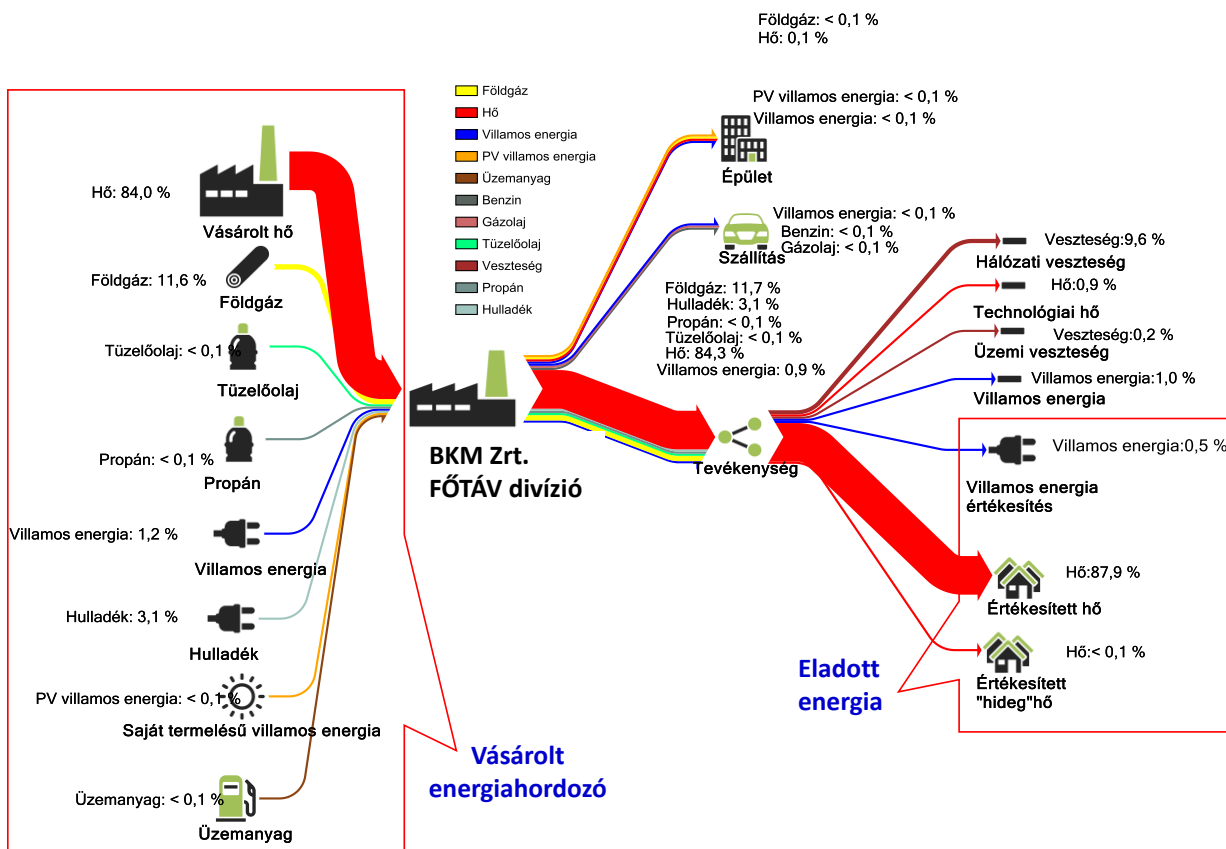 Földgáz: < 0,1 %
Hő: 0,1 %
PV villamos energia: < 0,1 %
Villamos energia: < 0,1 %
Épület
Földgáz
Hő
Villamos energia
PV villamos energia
Üzemanyag
Benzin
Gázolaj
Tüzelőolaj
Veszteség
Propán
Hulladék
Hő: 84,0 %
Vásárolt hő
Földgáz: 11,6 %
Földgáz
Tüzelőolaj: < 0,1 %
Tüzelőolaj
Propán: < 0,1 %
Propán
Villamos energia: 1,2 %
Villamos energia
Hulladék: 3,1 %
Hulladék
PV villamos energia: < 0,1 %
Saját termelésű villamos energia
Üzemanyag: < 0,1 %
Üzemanyag
Vásárolt
energiahordozó
BKM Zrt.
FŐTÁV divízió
Villamos energia: < 0,1 %
Benzin: < 0,1 %
Gázolaj: < 0,1 %
Szállítás
Földgáz: 11,7 %
Hulladék: 3,1 %
Propán: < 0,1 %
Tüzelőolaj: < 0,1 %
Hő: 84,3 %
Villamos energia: 0,9 %
Tevékenység
Veszteség:9,6 %
Hálózati veszteség
Hő:0,9 %
Technológiai hő
Veszteség:0,2 %
Üzemi veszteség
Villamos energia:1,0 %
Villamos energia
Villamos energia:0,5 %
Villamos energia
értékesítés
Hő:87,9 %
Értékesített hő
Hő:< 0,1 %
Értékesített
"hideg"hő
Eladott
energia